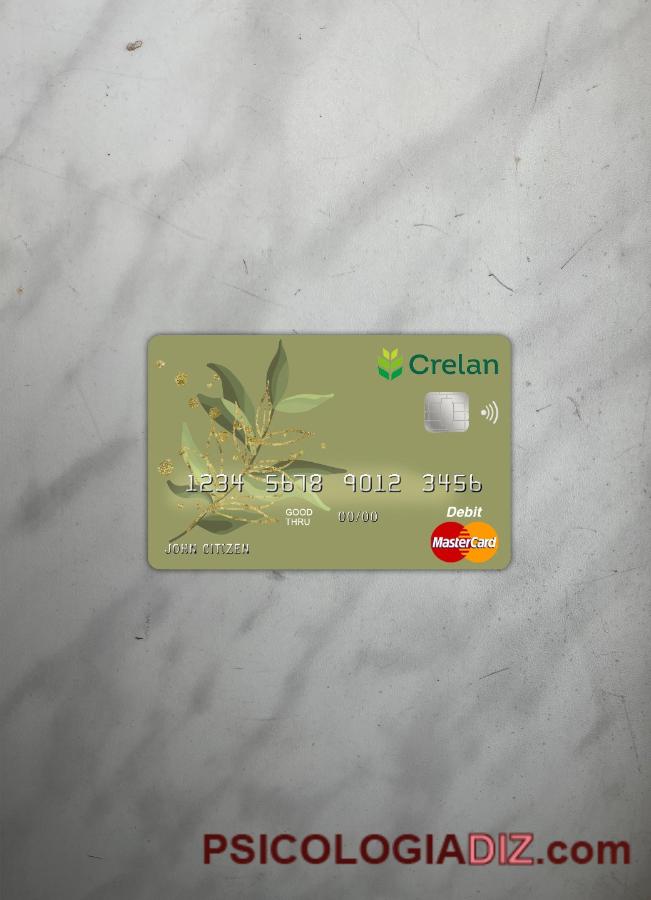 Crelan
1234 5678 9012 3456
GOOD THRU 00/00
Debit
MasterCard
JOHN CITIZEN
PSICOLOGIADIZ.com